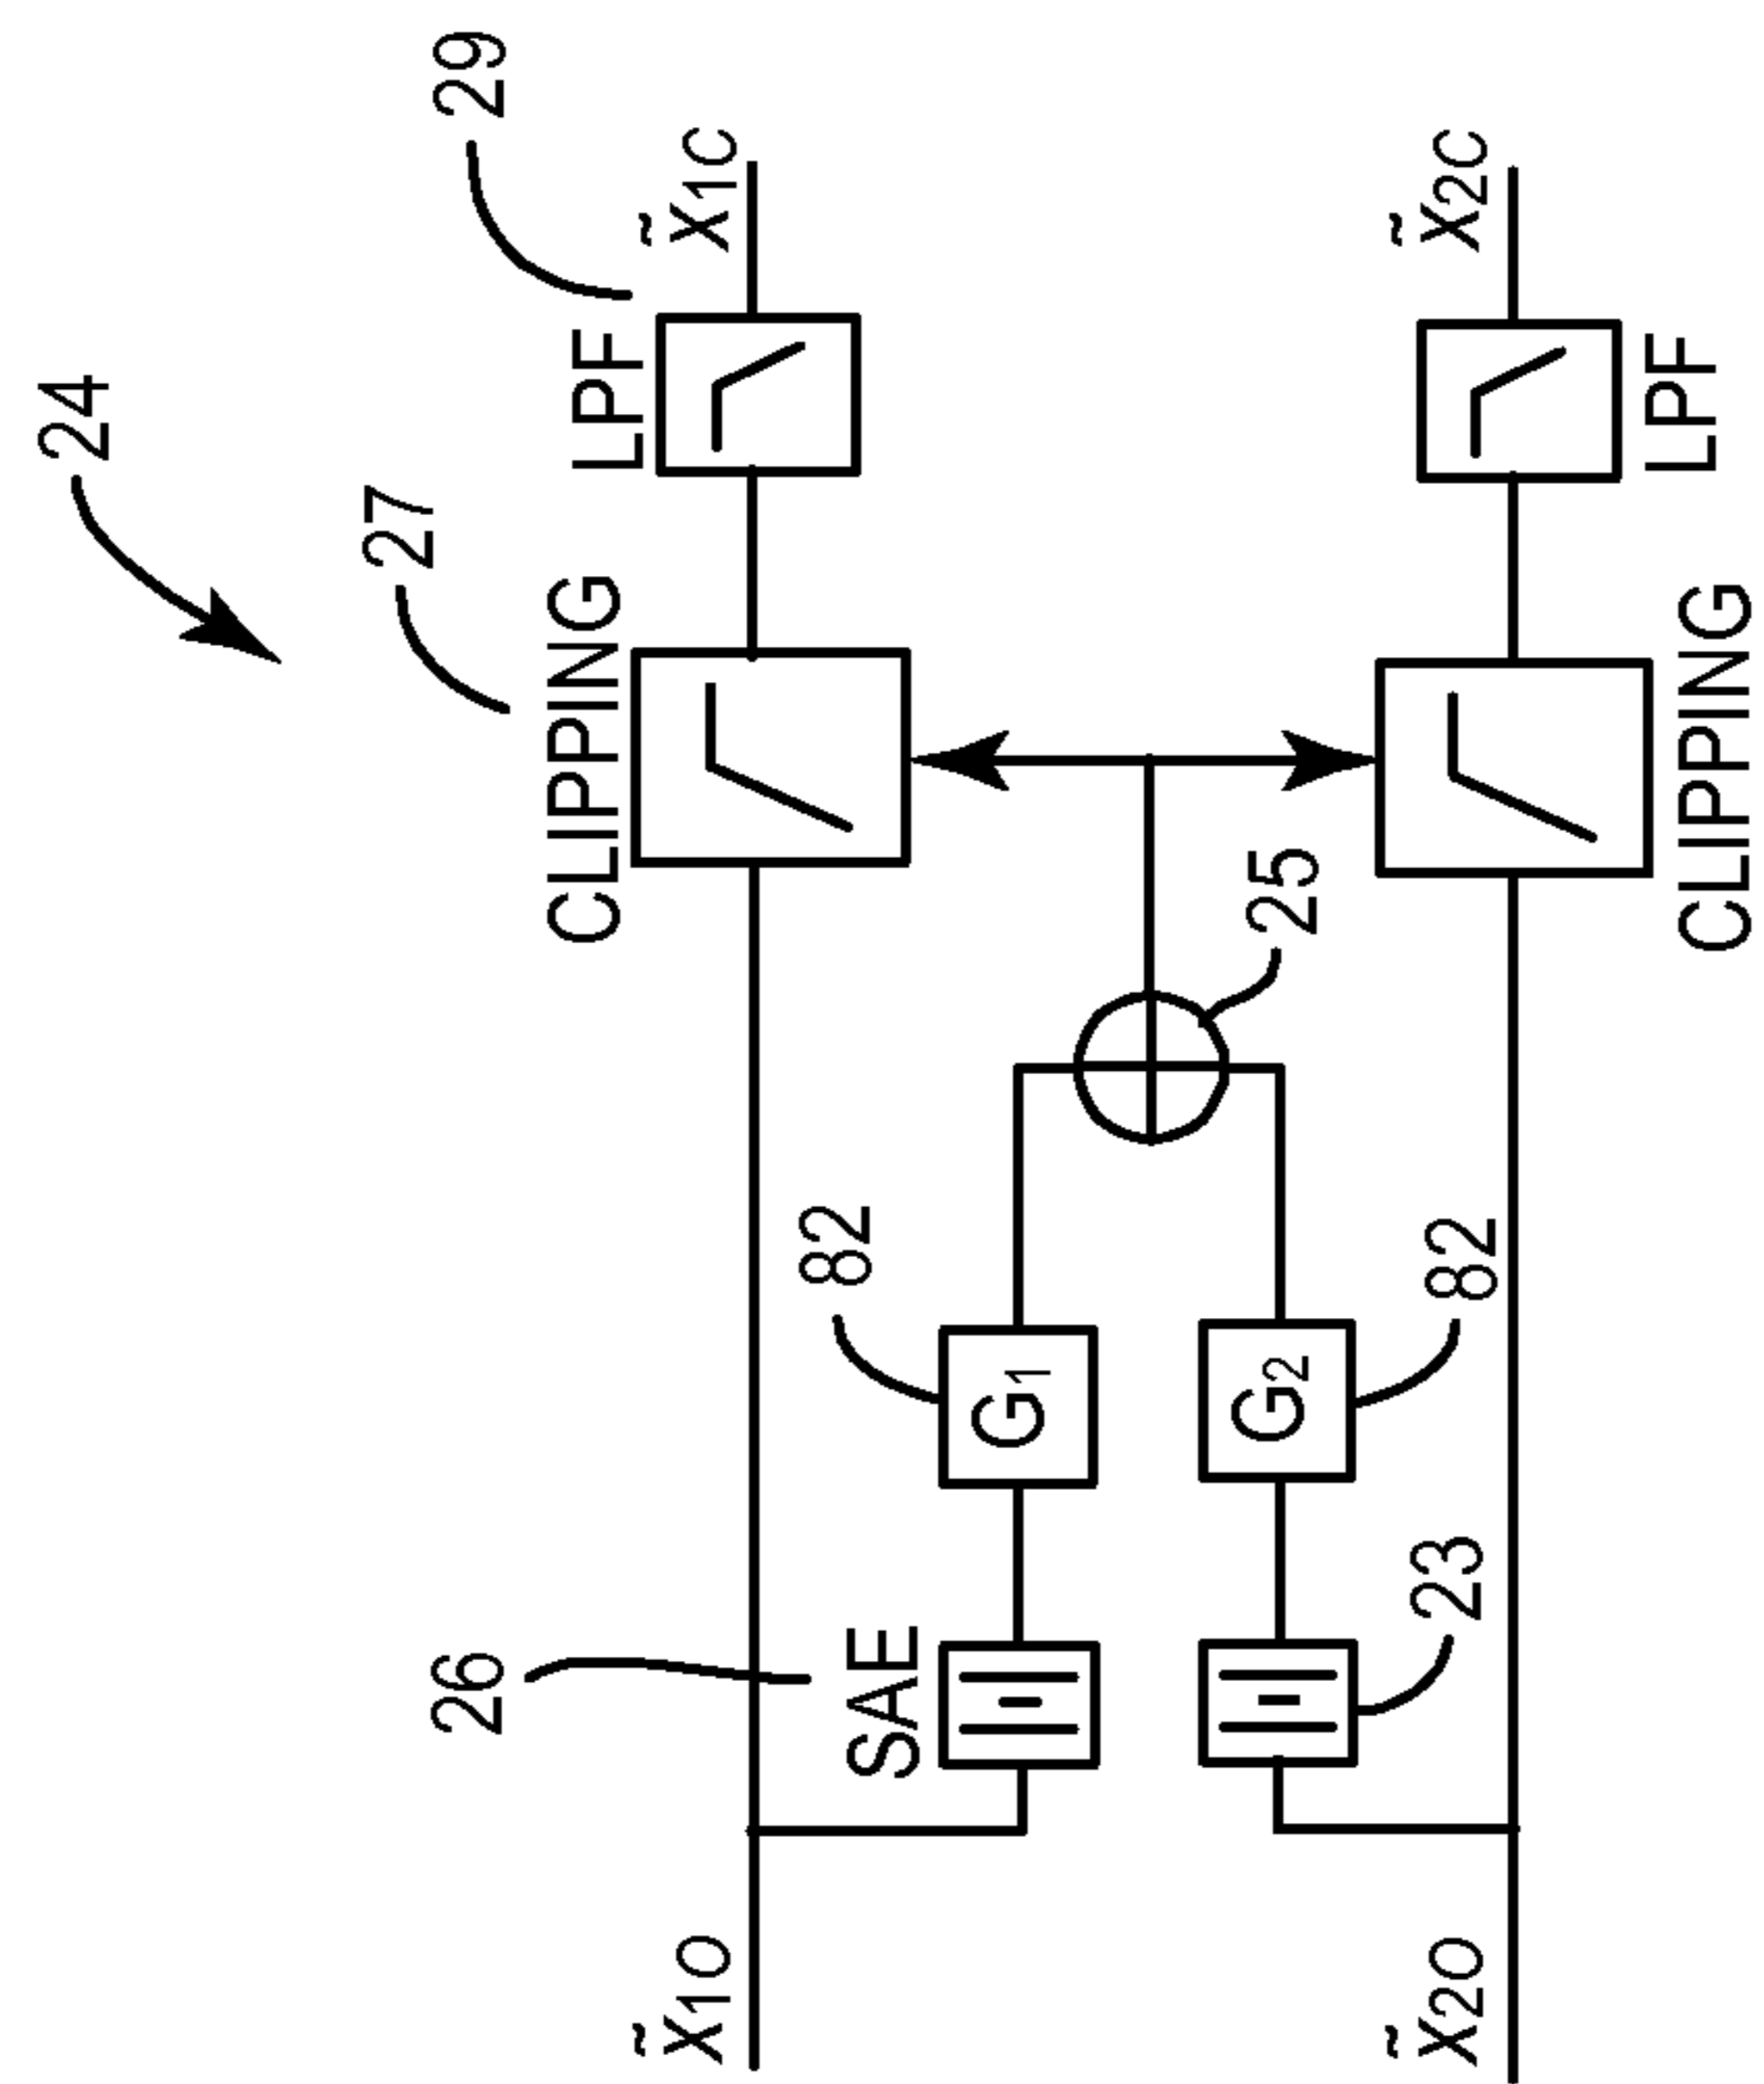 24
27
26
29
CLIPPING
LPF
x̃1O
x̃1C
82
SAE
G1
25
G2
x̃2O
23
82
x̃2C
CLIPPING
LPF